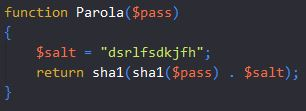 function Parola($pass)
{
    $salt = "dsrlfsdkjfh";
    return sha1(sha1($pass) . $salt);
}